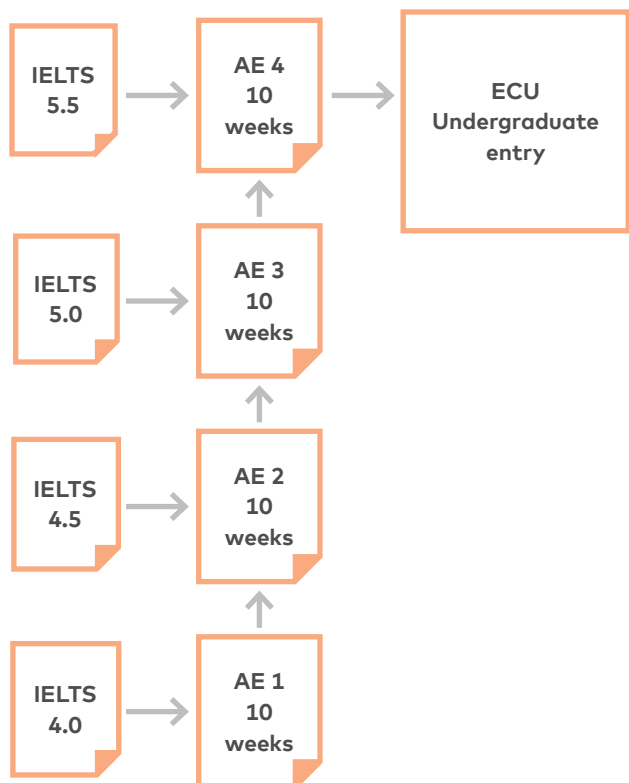 IELTS
5.5
AE 4
10
weeks
ECU
Undergraduate
entry
IELTS
5.0
AE 3
10
weeks
IELTS
4.5
AE 2
10
weeks
IELTS
4.0
AE 1
10
weeks